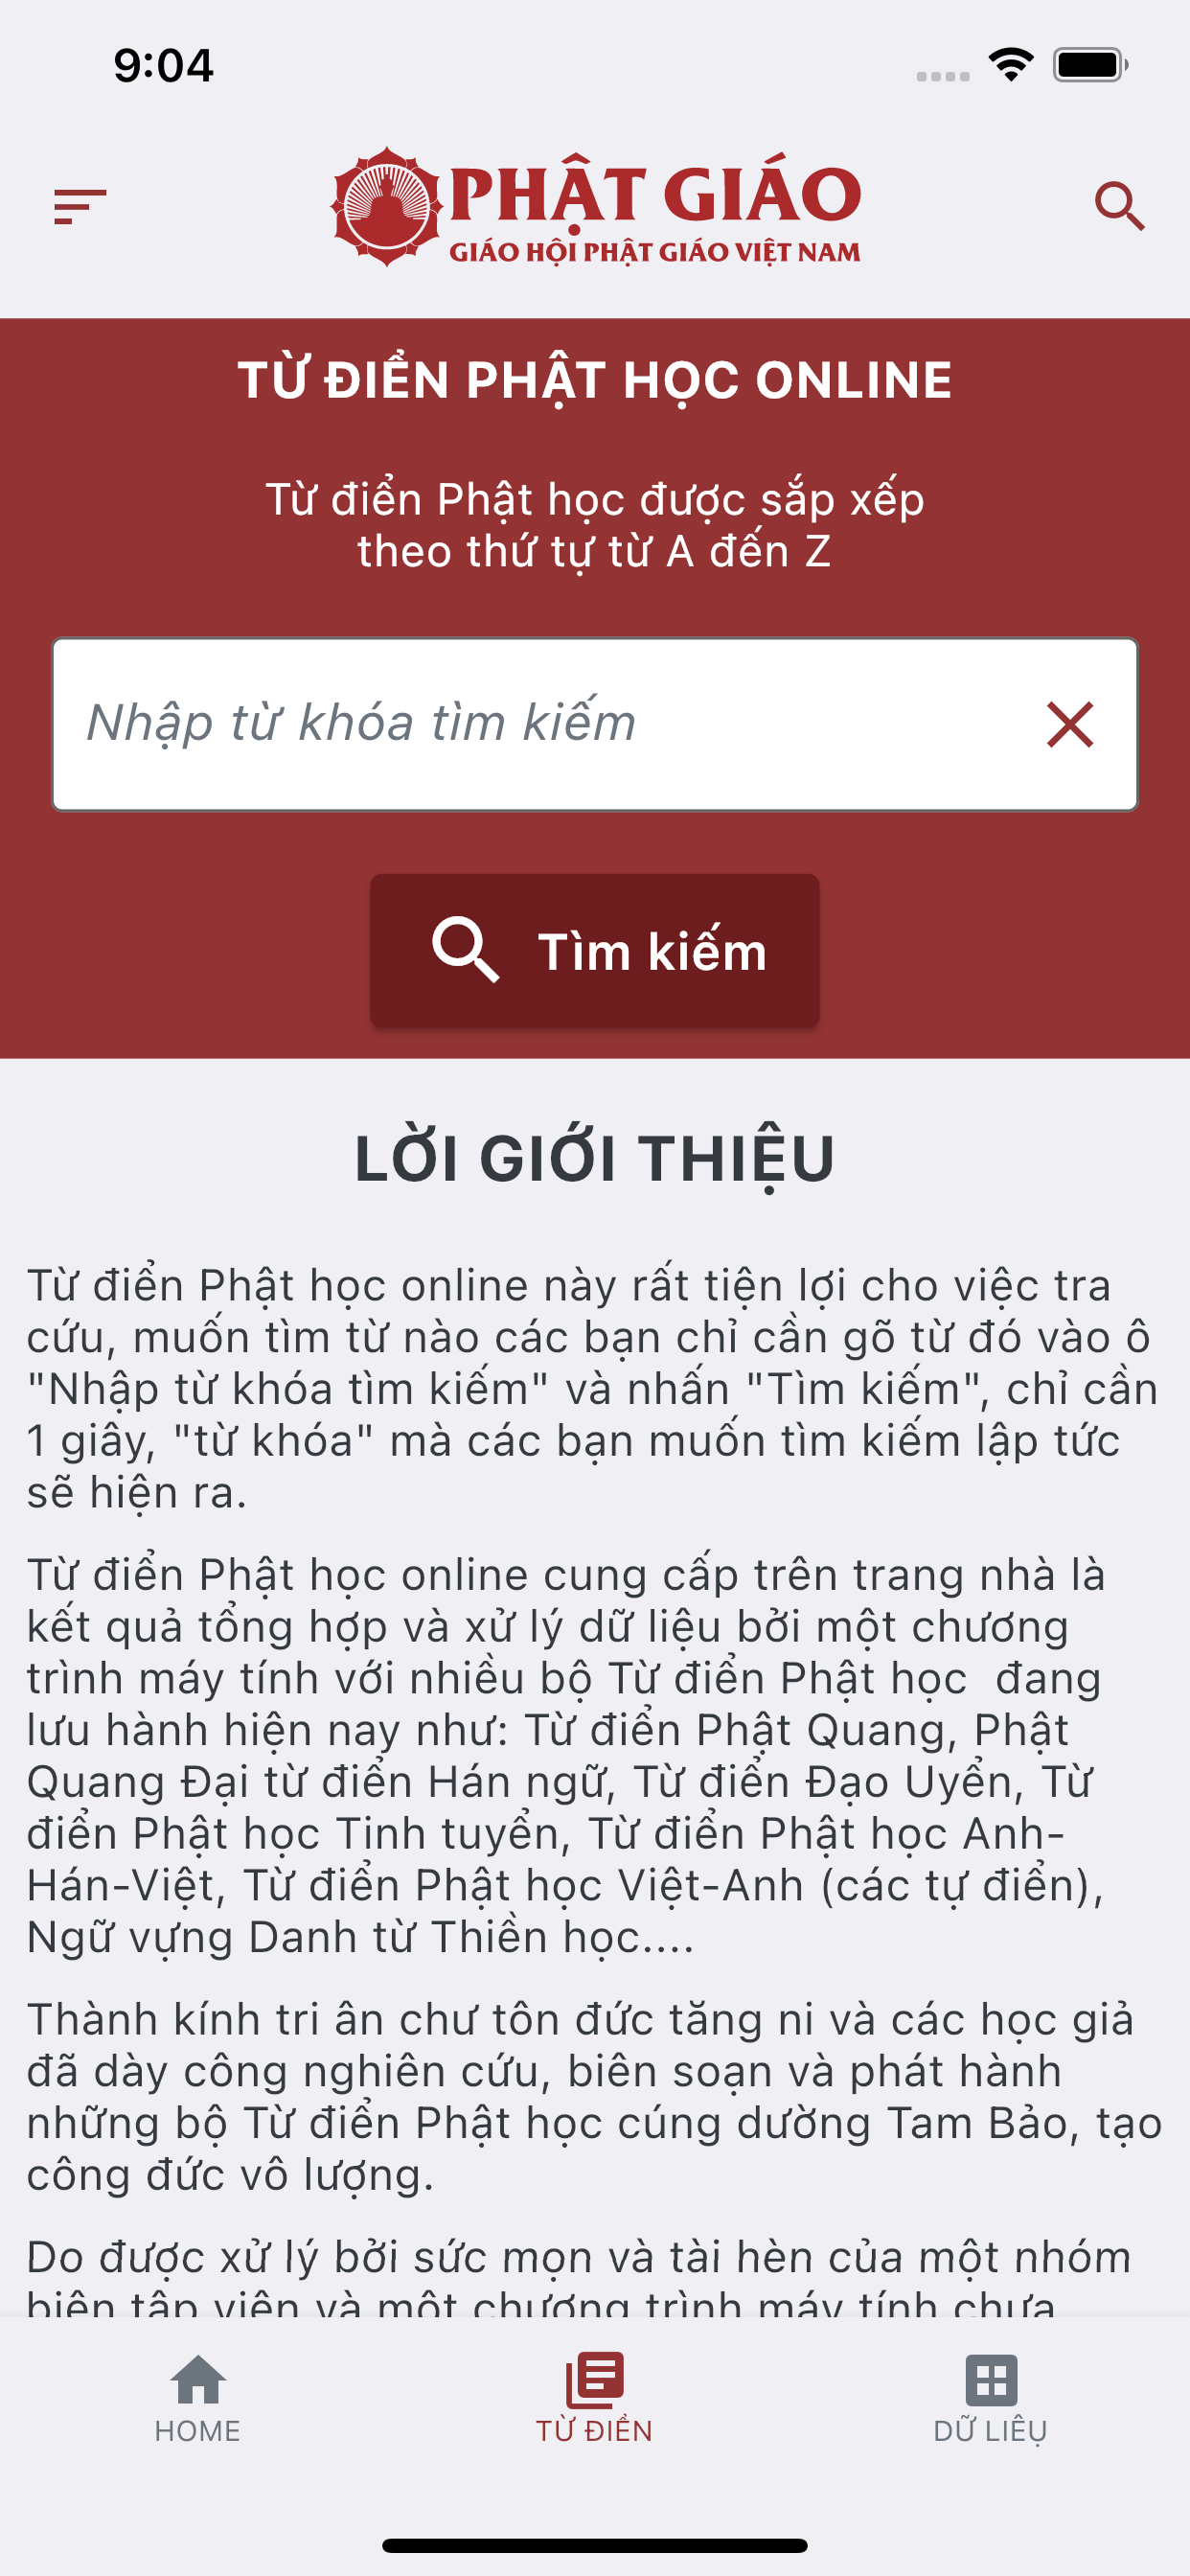 9:04
PHẬT GIÁO
GIÁO HỘI PHẬT GIÁO VIỆT NAM
TỪ ĐIỂN PHẬT HỌC ONLINE
Từ điển Phật học được sắp xếp
theo thứ tự từ A đến Z
Nhập từ khóa tìm kiếm
Tìm kiếm
LỜI GIỚI THIỆU
Từ điển Phật học online này rất tiện lợi cho việc tra
cứu, muốn tìm từ nào các bạn chỉ cần gõ từ đó vào ô
"Nhập từ khóa tìm kiếm" và nhấn "Tìm kiếm", chỉ cần
1 giây, "từ khóa" mà các bạn muốn tìm kiếm lập tức
sẽ hiện ra.
Từ điển Phật học online cung cấp trên trang nhà là
kết quả tổng hợp và xử lý dữ liệu bởi một chương
trình máy tính với nhiều bộ Từ điển Phật học  đang
lưu hành hiện nay như: Từ điển Phật Quang, Phật
Quang Đại từ điển Hán ngữ, Từ điển Đạo Uyển, Từ
điển Phật học Tinh tuyển, Từ điển Phật học Anh-
Hán-Việt, Từ điển Phật học Việt-Anh (các tự điển),
Ngữ vựng Danh từ Thiền học....
Thành kính tri ân chư tôn đức tăng ni và các học giả
đã dày công nghiên cứu, biên soạn và phát hành
những bộ Từ điển Phật học cúng dường Tam Bảo, tạo
công đức vô lượng.
Do được xử lý bởi sức mọn và tài hèn của một nhóm
biên tập viên và một chương trình máy tính chưa
HOME
TỪ ĐIỂN
DỮ LIỆU